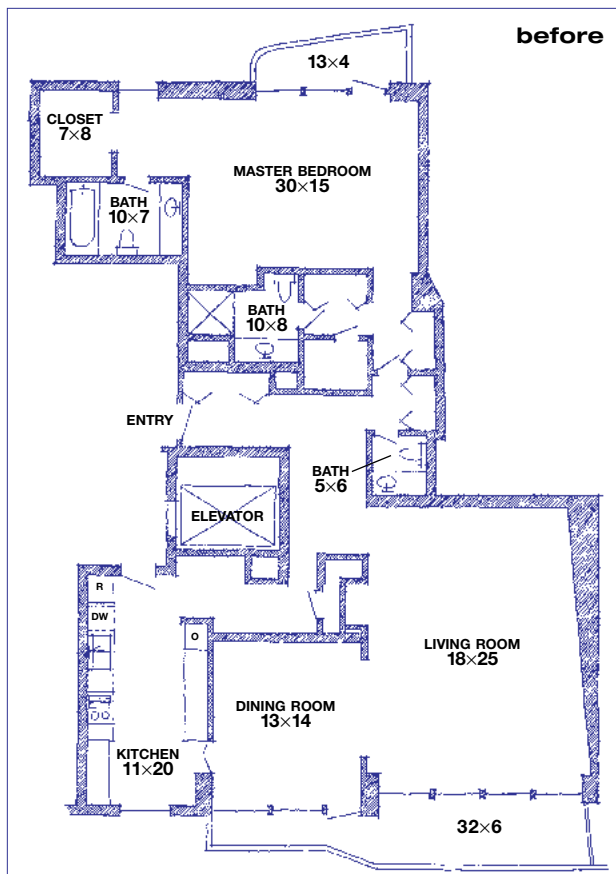 before
13×4
CLOSET
7×8
MASTER BEDROOM
30×15
BATH
10×7
BATH
10×8
ENTRY
BATH
5×6
ELEVATOR
R
DW
O
LIVING ROOM
18×25
DINING ROOM
13×14
KITCHEN
11×20
32×6